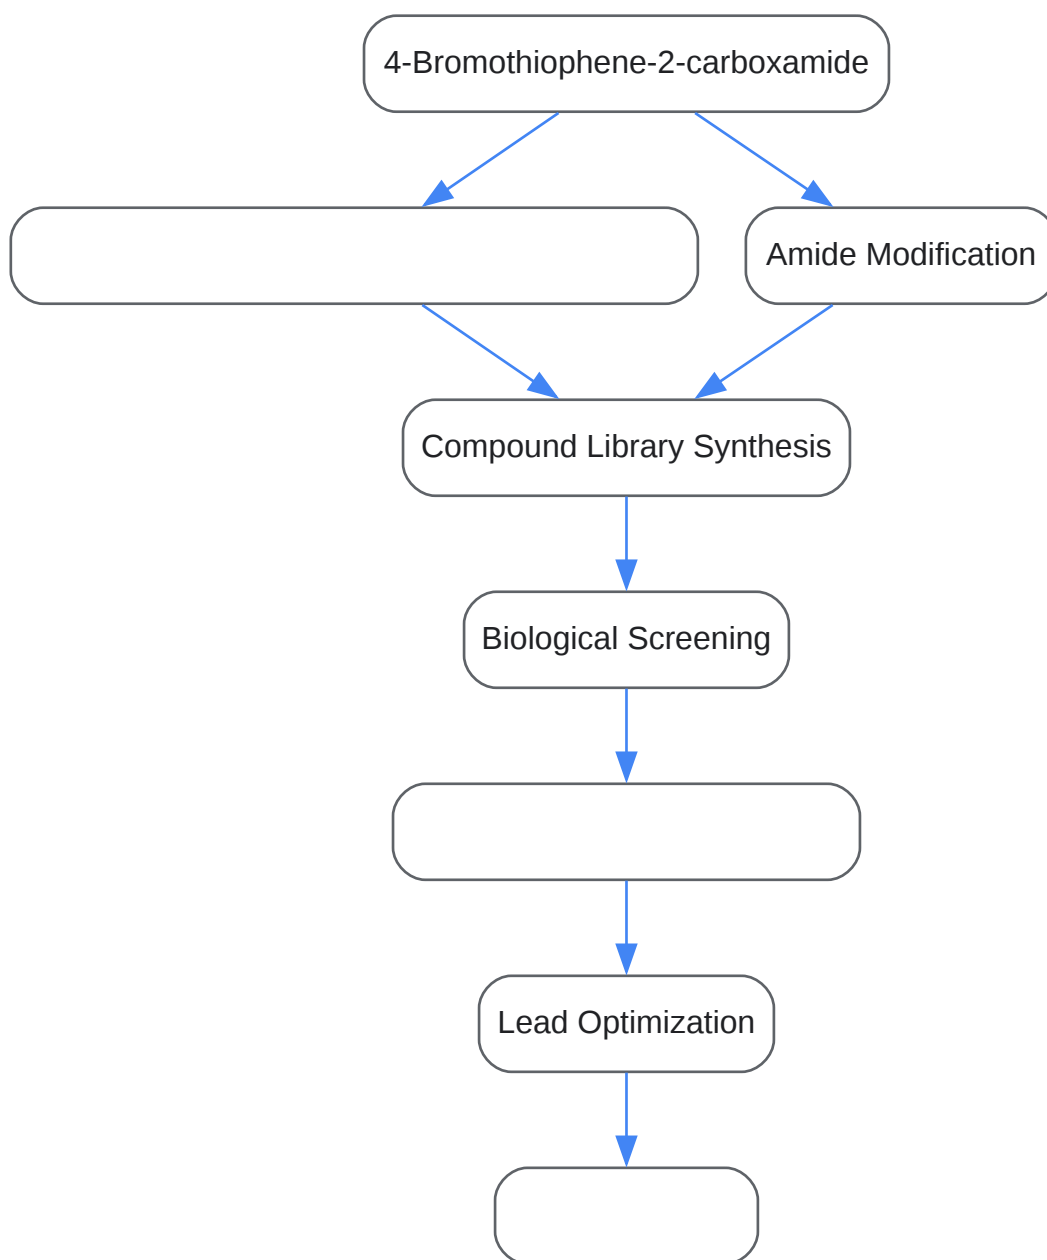 4-Bromothiophene-2-carboxamide
Amide Modification
Compound Library Synthesis
Biological Screening
Lead Optimization